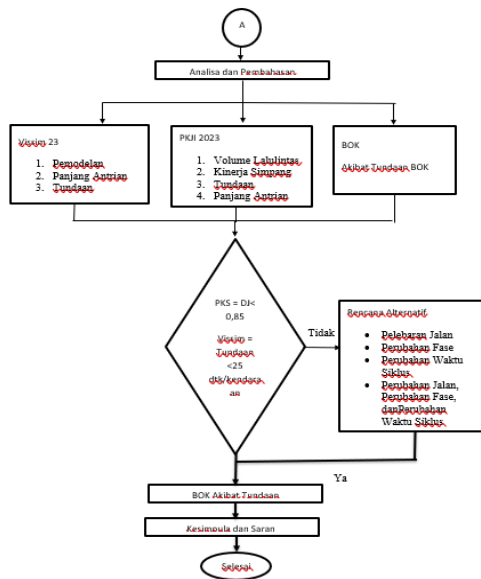 A
Analisa dan Pembahasan
Vissim 23
1. Pemodelan
2. Panjang Antrian
3. Tundaan
PKJI 2023
1. Volume Lalulintas
2. Kinerja Simpang
3. Tundaan
4. Panjang Antrian
BOK
Akibat Tundaan BOK
PKS = DJ<
0,85
Vissim =
Tundaan
<25
dtk/kendara
an
Tidak
Rencana Alternatif
• Pelebaran Jalan
• Perubahan Fase
• Perubahan Waktu
Siklus
• Perubahan Jalan,
Perubahan Fase,
danPerubahan
Waktu Siklus
Ya
BOK Akibat Tundaan
Kesimpula dan Saran
Selesai